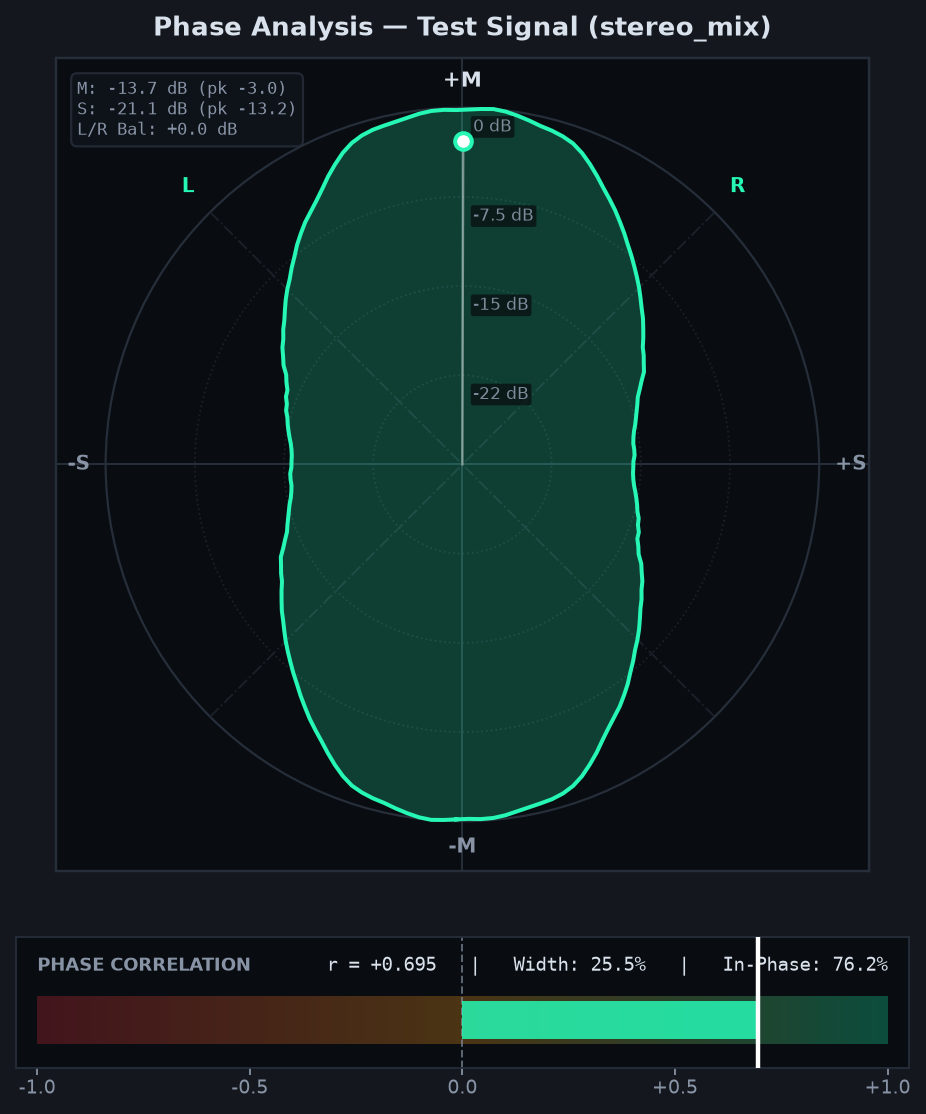 Phase Analysis — Test Signal (stereo_mix)
+M
M: -13.7 dB (pk -3.0)
S: -21.1 dB (pk -13.2)
L/R Bal: +0.0 dB
0 dB
L
R
-7.5 dB
-15 dB
-22 dB
-S
+S
-M
PHASE CORRELATION
r = +0.695 | Width: 25.5% | In-Phase: 76.2%
-1.0
-0.5
0.0
+0.5
+1.0